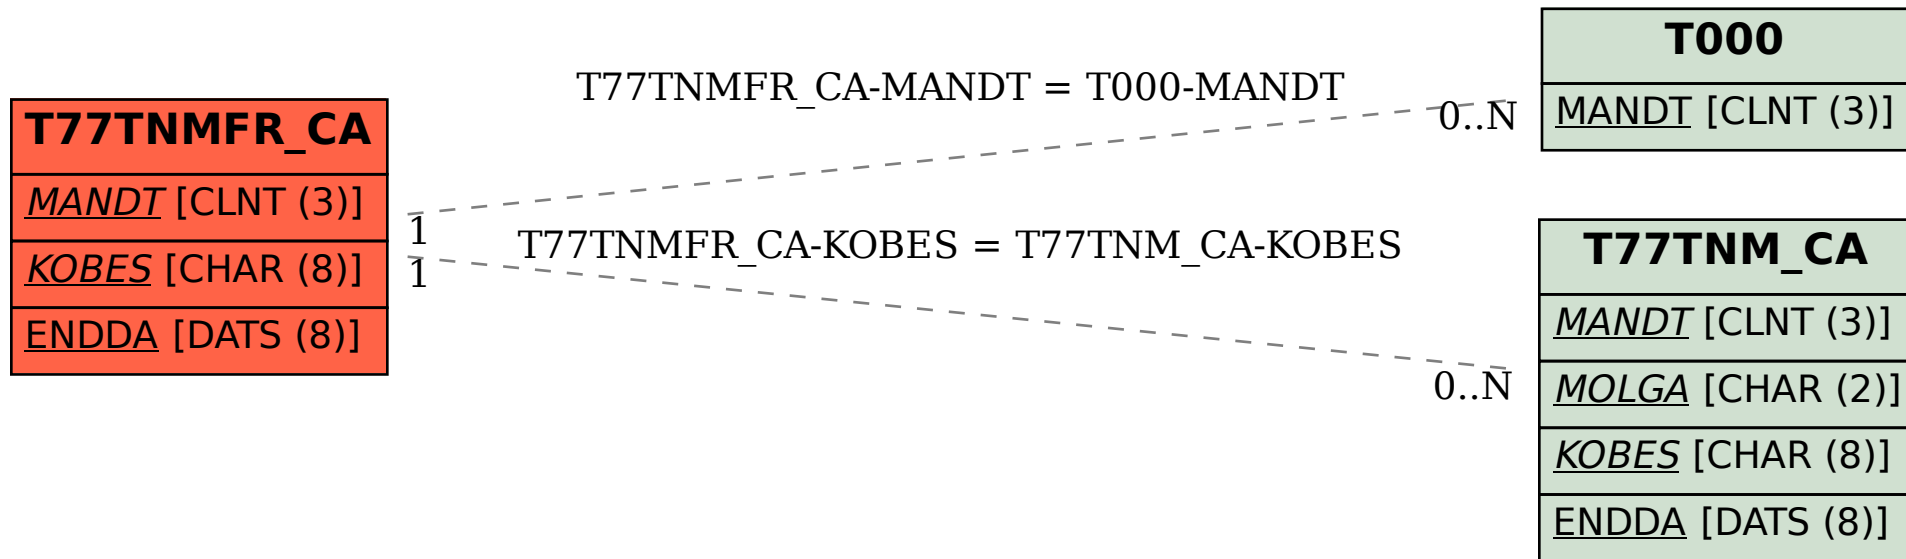 T77TNMFR_CA
MANDT [CLNT (3)]
KOBES [CHAR (8)]
ENDDA [DATS (8)]
T77TNMFR_CA-MANDT = T000-MANDT
1
0..N
T77TNMFR_CA-KOBES = T77TNM_CA-KOBES
1
0..N
T000
MANDT [CLNT (3)]
T77TNM_CA
MANDT [CLNT (3)]
MOLGA [CHAR (2)]
KOBES [CHAR (8)]
ENDDA [DATS (8)]